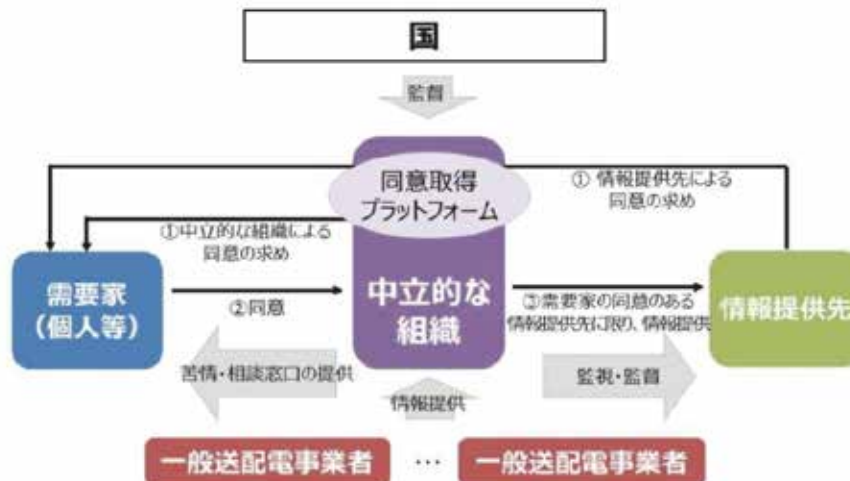 国
監督
同意取得
プラットフォーム
① 情報提供先による
同意の求め
①中立的な組織による
同意の求め
需要家
(個人等)
②同意
中立的な
組織
③需要家の同意のある
情報提供先に限り、情報提供
情報提供先
苦情・相談窓口の提供
情報提供
監視・監督
一般送配電事業者
…
一般送配電事業者